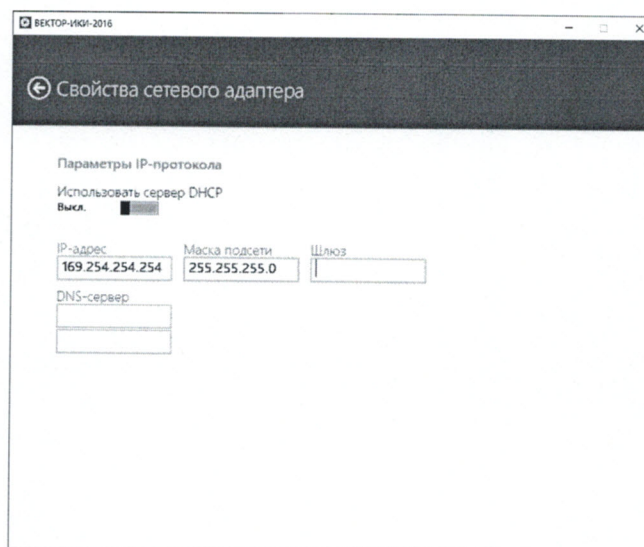 ВЕКТОР-ИКИ-2016
Свойства сетевого адаптера
Параметры IP-протокола
Использовать сервер DHCP
Выкл.
IP-адрес Маска подсети Шлюз
169.254.254.254 255.255.255.0
DNS-сервер